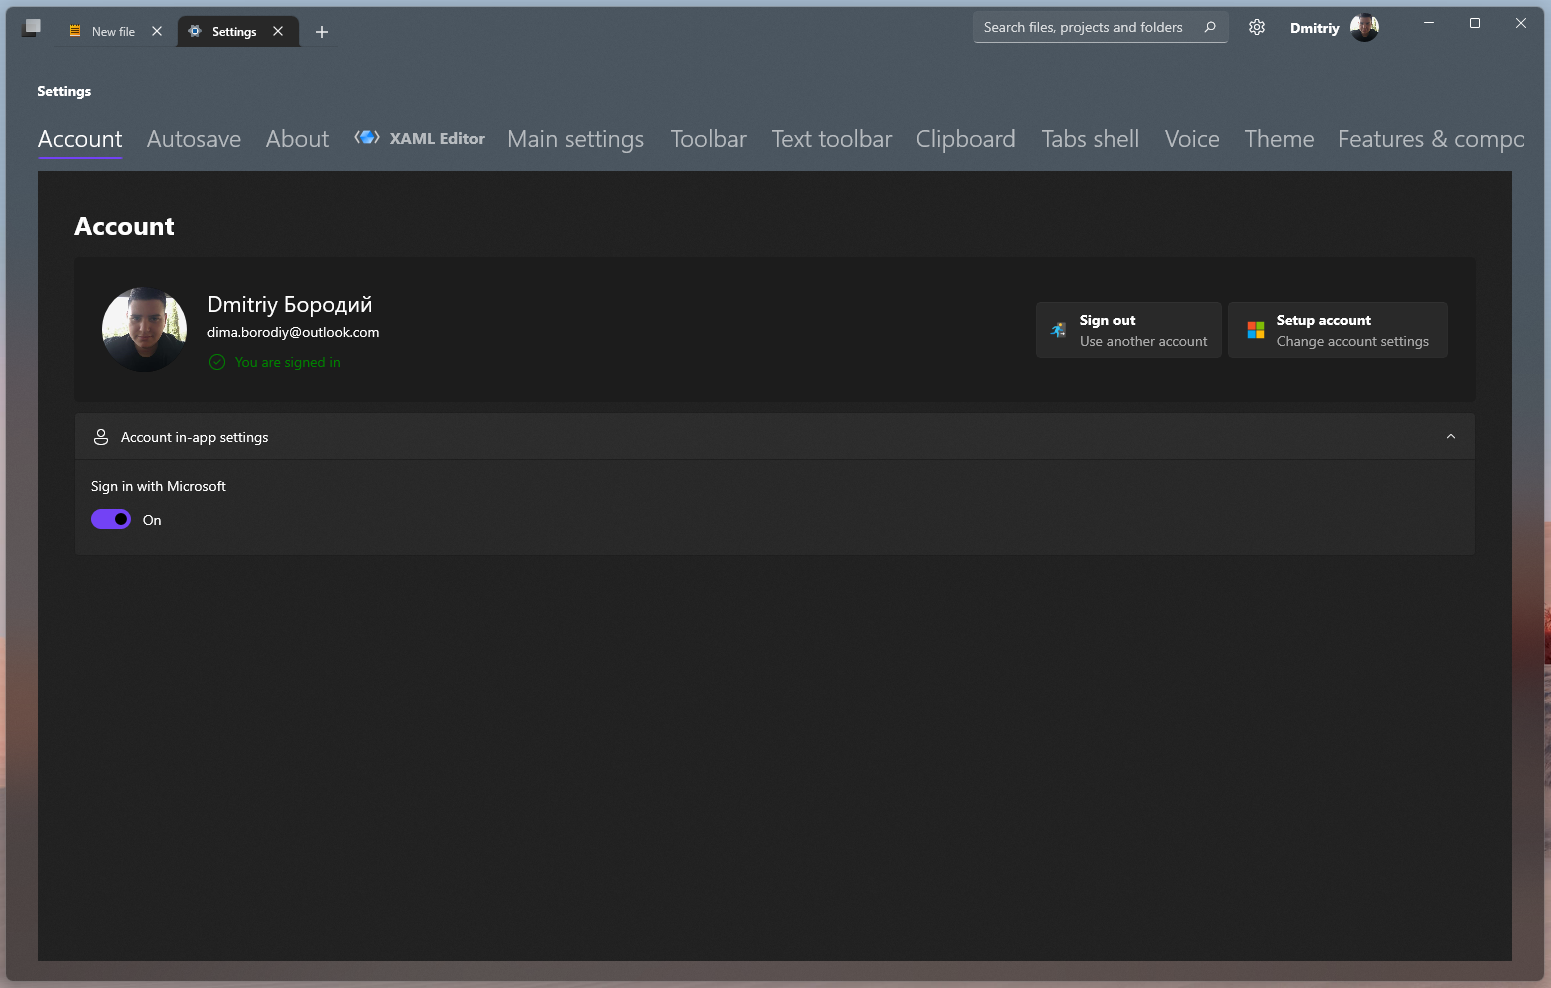 New file
Settings
Search files, projects and folders
Dmitriy
Settings
Account
Autosave
About
XAML Editor
Main settings
Toolbar
Text toolbar
Clipboard
Tabs shell
Voice
Theme
Features & compo
Account
Dmitriy Бородий
dima.borodiy@outlook.com
You are signed in
Sign out
Use another account
Setup account
Change account settings
Account in-app settings
Sign in with Microsoft
On